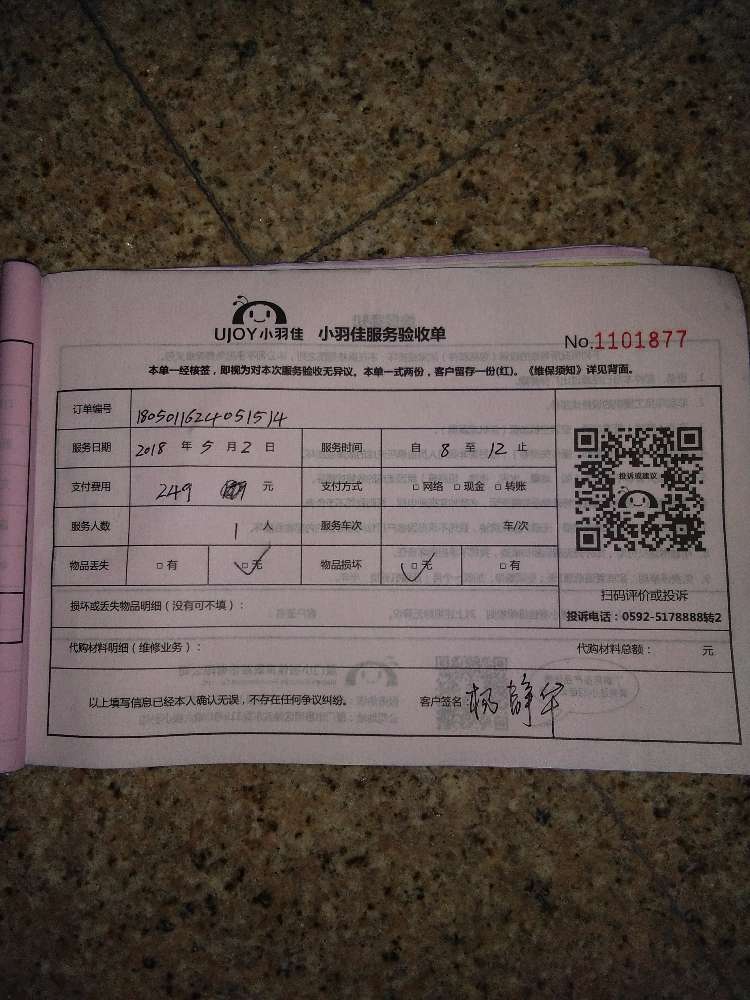 UJOY小羽佳 小羽佳服务验收单
No.1101877
本单一经核签，即视为对本次服务验收无异议。本单一式两份，客户留存一份(红)。《维保须知》详见背面。
订单编号 1805011624051514
服务日期 2018 年 5 月 2 日 服务时间 自 8 至 12 止
支付费用 249 元 支付方式 □网络 □现金 □转账
服务人数 1 人 服务车次 车/次
物品丢失 □有 □无 物品损坏 □无 □有
投诉或建议
扫码评价或投诉
投诉电话：0592-5178888转2
损坏或丢失物品明细（没有可不填）：
代购材料明细（维修业务）： 代购材料总额： 元
以上填写信息已经本人确认无误，不存在任何争议纠纷。 客户签名：杨静华